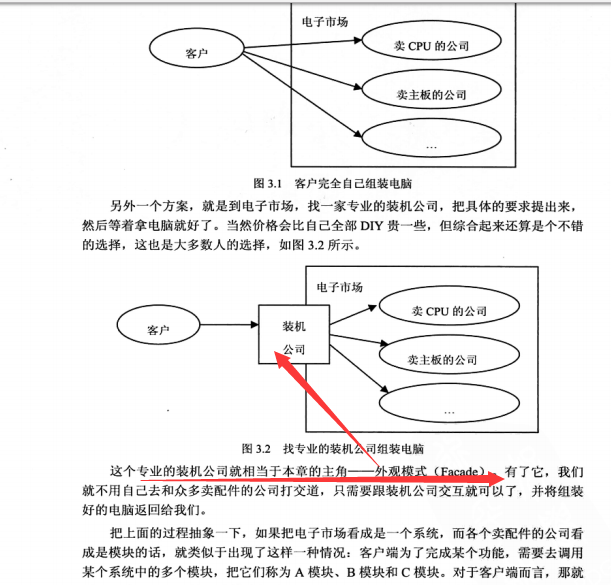 电子市场
客户
卖 CPU 的公司
卖主板的公司
…
图 3.1 客户完全自己组装电脑
另外一个方案，就是到电子市场，找一家专业的装机公司，把具体的要求提出来，
然后等着拿电脑就好了。当然价格会比自己全部 DIY 贵一些，但综合起来还算是个不错
的选择，这也是大多数人的选择，如图 3.2 所示。
电子市场
客户
装机
公司
卖 CPU 的公司
卖主板的公司
…
图 3.2 找专业的装机公司组装电脑
这个专业的装机公司就相当于本章的主角——外观模式（Facade）。有了它，我们
就不用自己去和众多卖配件的公司打交道，只需要跟装机公司交互就可以了，并将组装
好的电脑返回给我们。
把上面的过程抽象一下，如果把电子市场看成是一个系统，而各个卖配件的公司看
成是模块的话，就类似于出现了这样一种情况：客户端为了完成某个功能，需要去调用
某个系统中的多个模块，把它们称为 A 模块、B 模块和 C 模块。对于客户端而言，那就